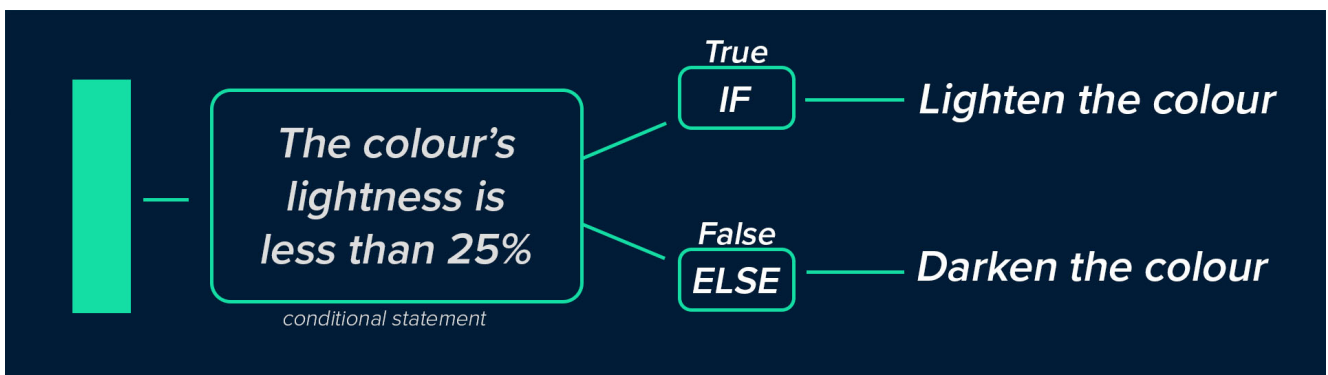 The colour’s
lightness is
less than 25%
conditional statement
True
IF
Lighten the colour
False
ELSE
Darken the colour